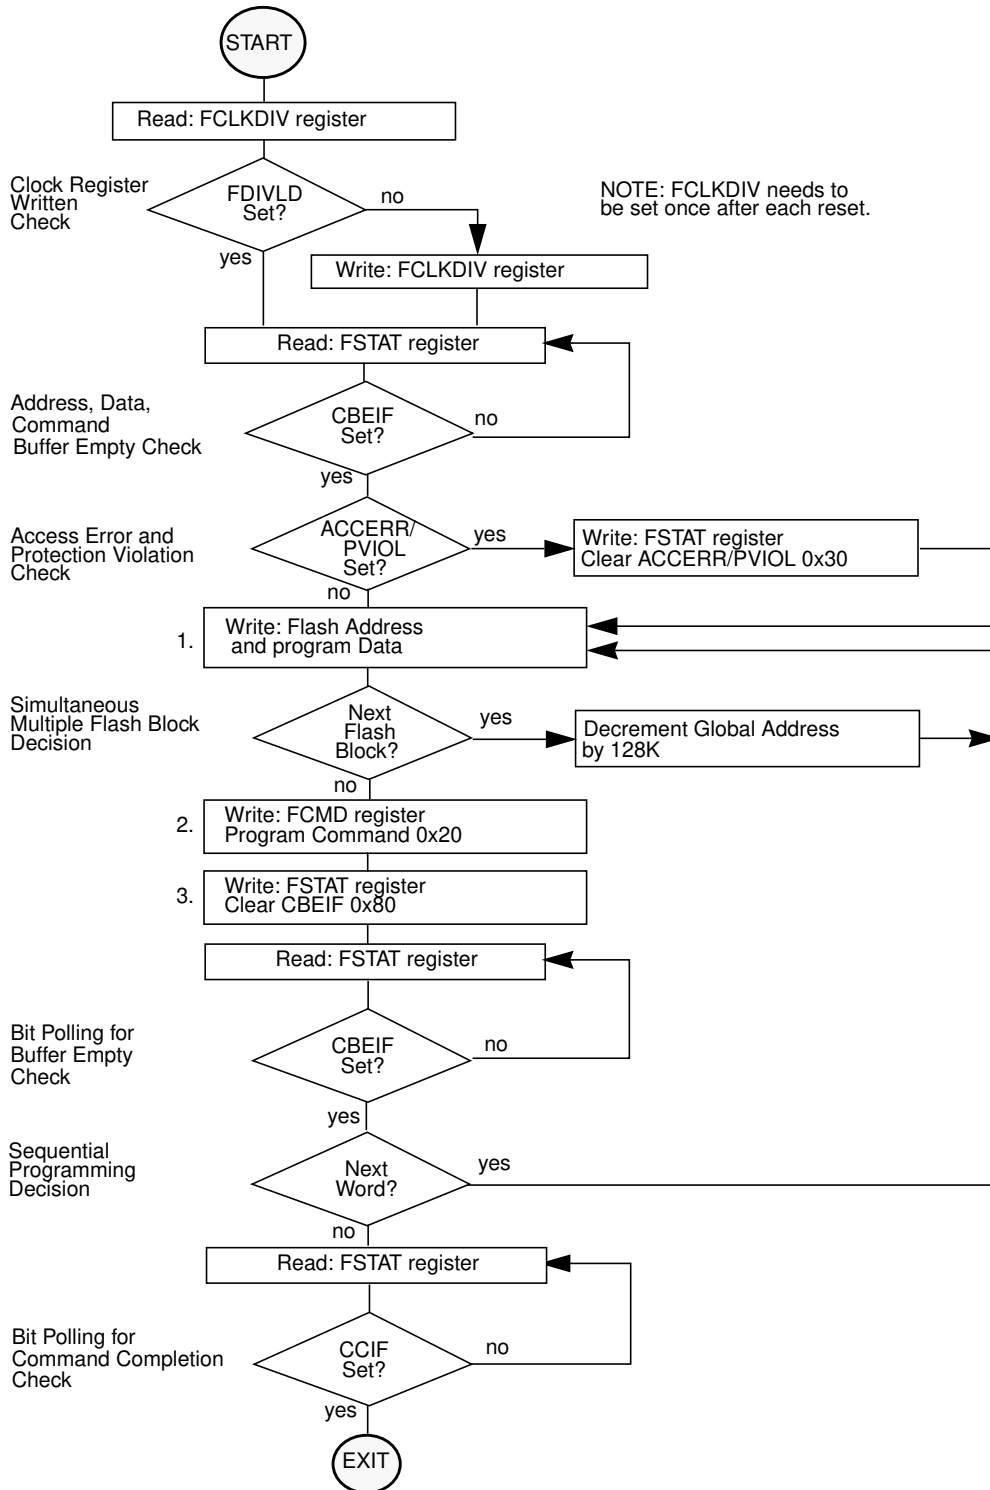 START
Read: FCLKDIV register
Clock Register
Written
Check
FDIVLD
Set?
no
yes
NOTE: FCLKDIV needs to
be set once after each reset.
Write: FCLKDIV register
Read: FSTAT register
Address, Data,
Command
Buffer Empty Check
CBEIF
Set?
no
yes
Access Error and
Protection Violation
Check
ACCERR/
PVIOL
Set?
yes
no
Write: FSTAT register
Clear ACCERR/PVIOL 0x30
1.
Write: Flash Address
and program Data
Simultaneous
Multiple Flash Block
Decision
Next
Flash
Block?
yes
no
Decrement Global Address
by 128K
2.
Write: FCMD register
Program Command 0x20
3.
Write: FSTAT register
Clear CBEIF 0x80
Read: FSTAT register
Bit Polling for
Buffer Empty
Check
CBEIF
Set?
no
yes
Sequential
Programming
Decision
Next
Word?
yes
no
Read: FSTAT register
Bit Polling for
Command Completion
Check
CCIF
Set?
no
yes
EXIT